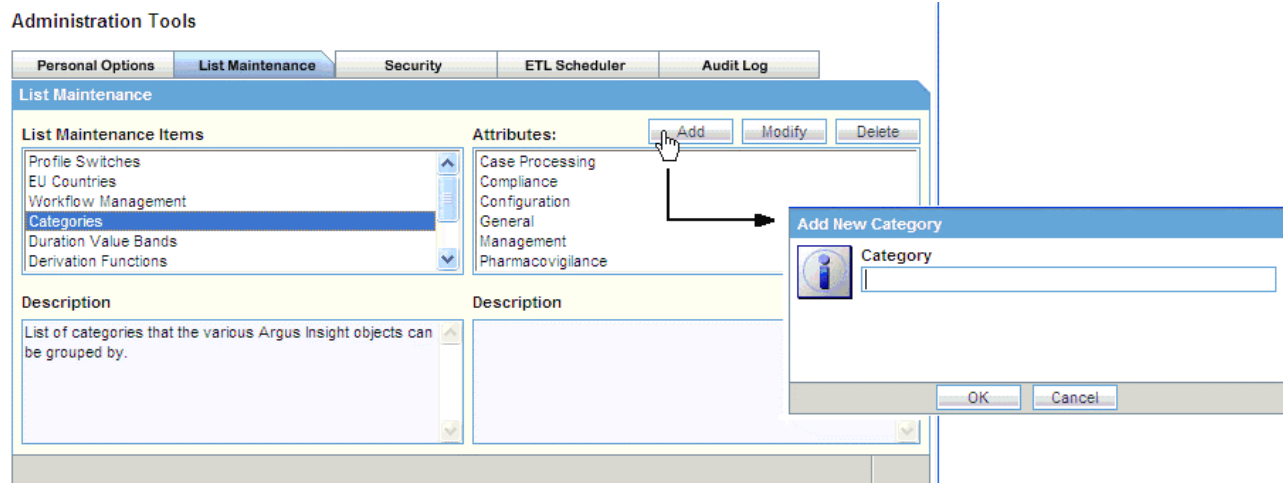 Administration Tools
Personal Options
List Maintenance
Security
ETL Scheduler
Audit Log
List Maintenance
List Maintenance Items
Profile Switches
EU Countries
Workflow Management
Categories
Duration Value Bands
Derivation Functions
Attributes:
Add
Modify
Delete
Case Processing
Compliance
Configuration
General
Management
Pharmacovigilance
Description
List of categories that the various Argus Insight objects can
be grouped by.
Description
Add New Category
Category
OK
Cancel